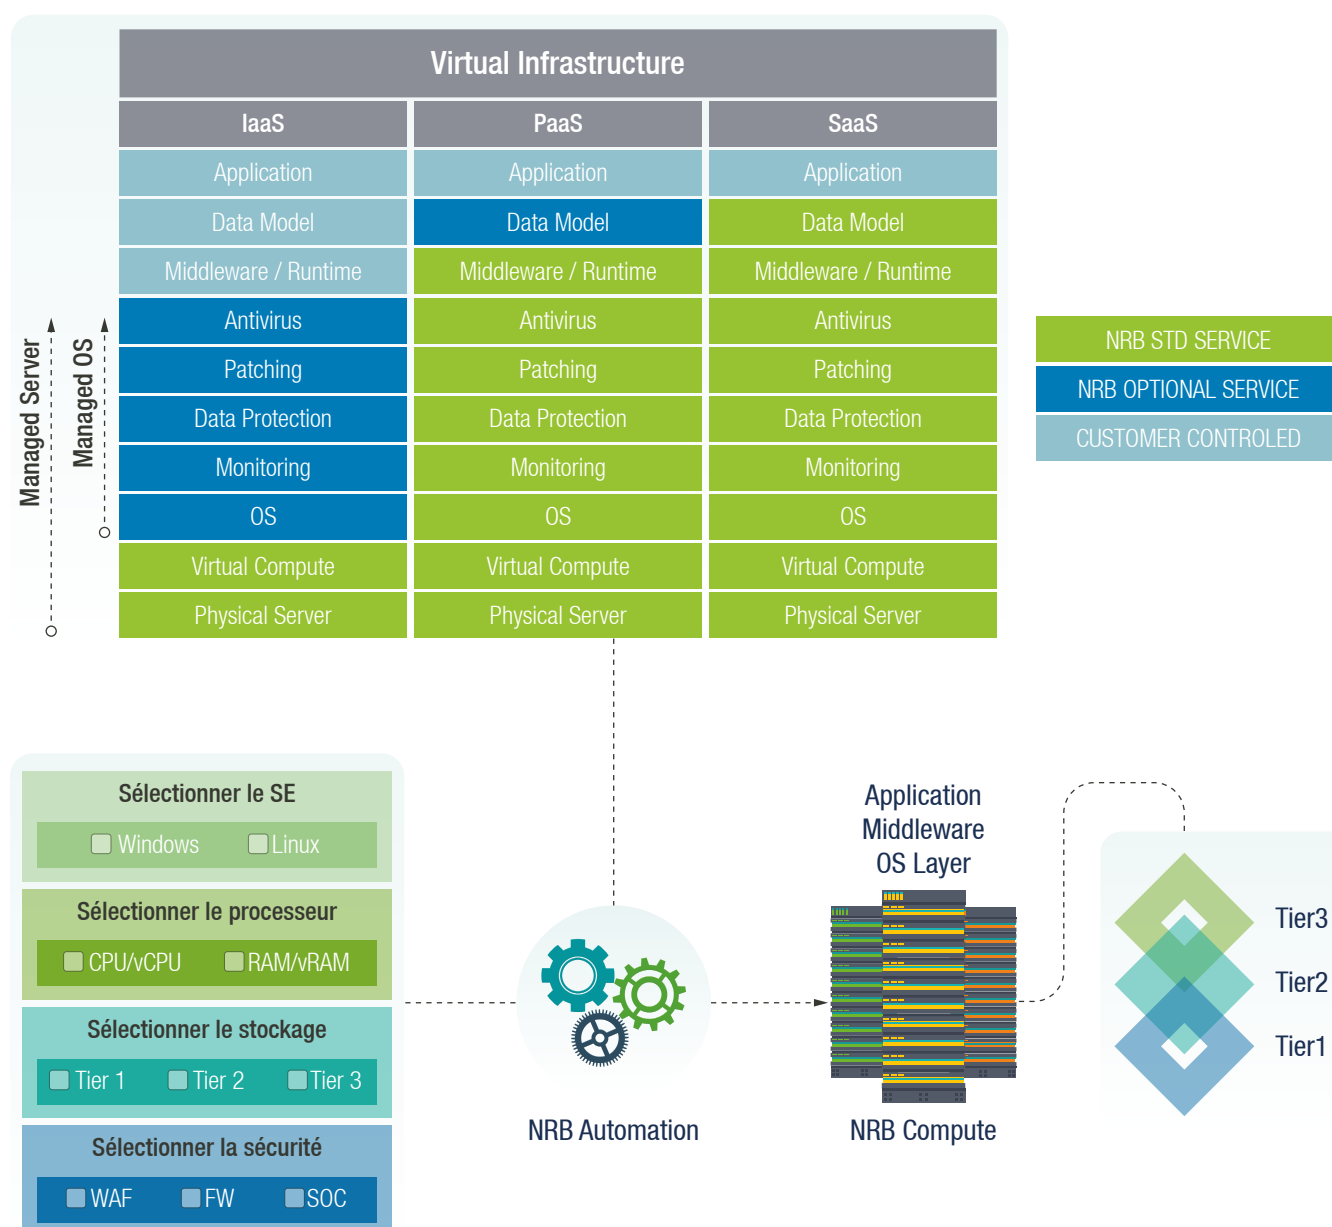 Virtual Infrastructure
IaaS PaaS SaaS
Application Application Application
Data Model Data Model Data Model
Middleware / Runtime Middleware / Runtime Middleware / Runtime
Antivirus Antivirus Antivirus
Patching Patching Patching
Data Protection Data Protection Data Protection
Monitoring Monitoring Monitoring
OS OS OS
Virtual Compute Virtual Compute Virtual Compute
Physical Server Physical Server Physical Server
Managed Server
Managed OS
NRB STD SERVICE
NRB OPTIONAL SERVICE
CUSTOMER CONTROLED
Sélectionner le SE
Windows Linux
Sélectionner le processeur
CPU/vCPU RAM/vRAM
Sélectionner le stockage
Tier 1 Tier 2 Tier 3
Sélectionner la sécurité
WAF FW SOC
NRB Automation
Application
Middleware
OS Layer
NRB Compute
Tier3
Tier2
Tier1